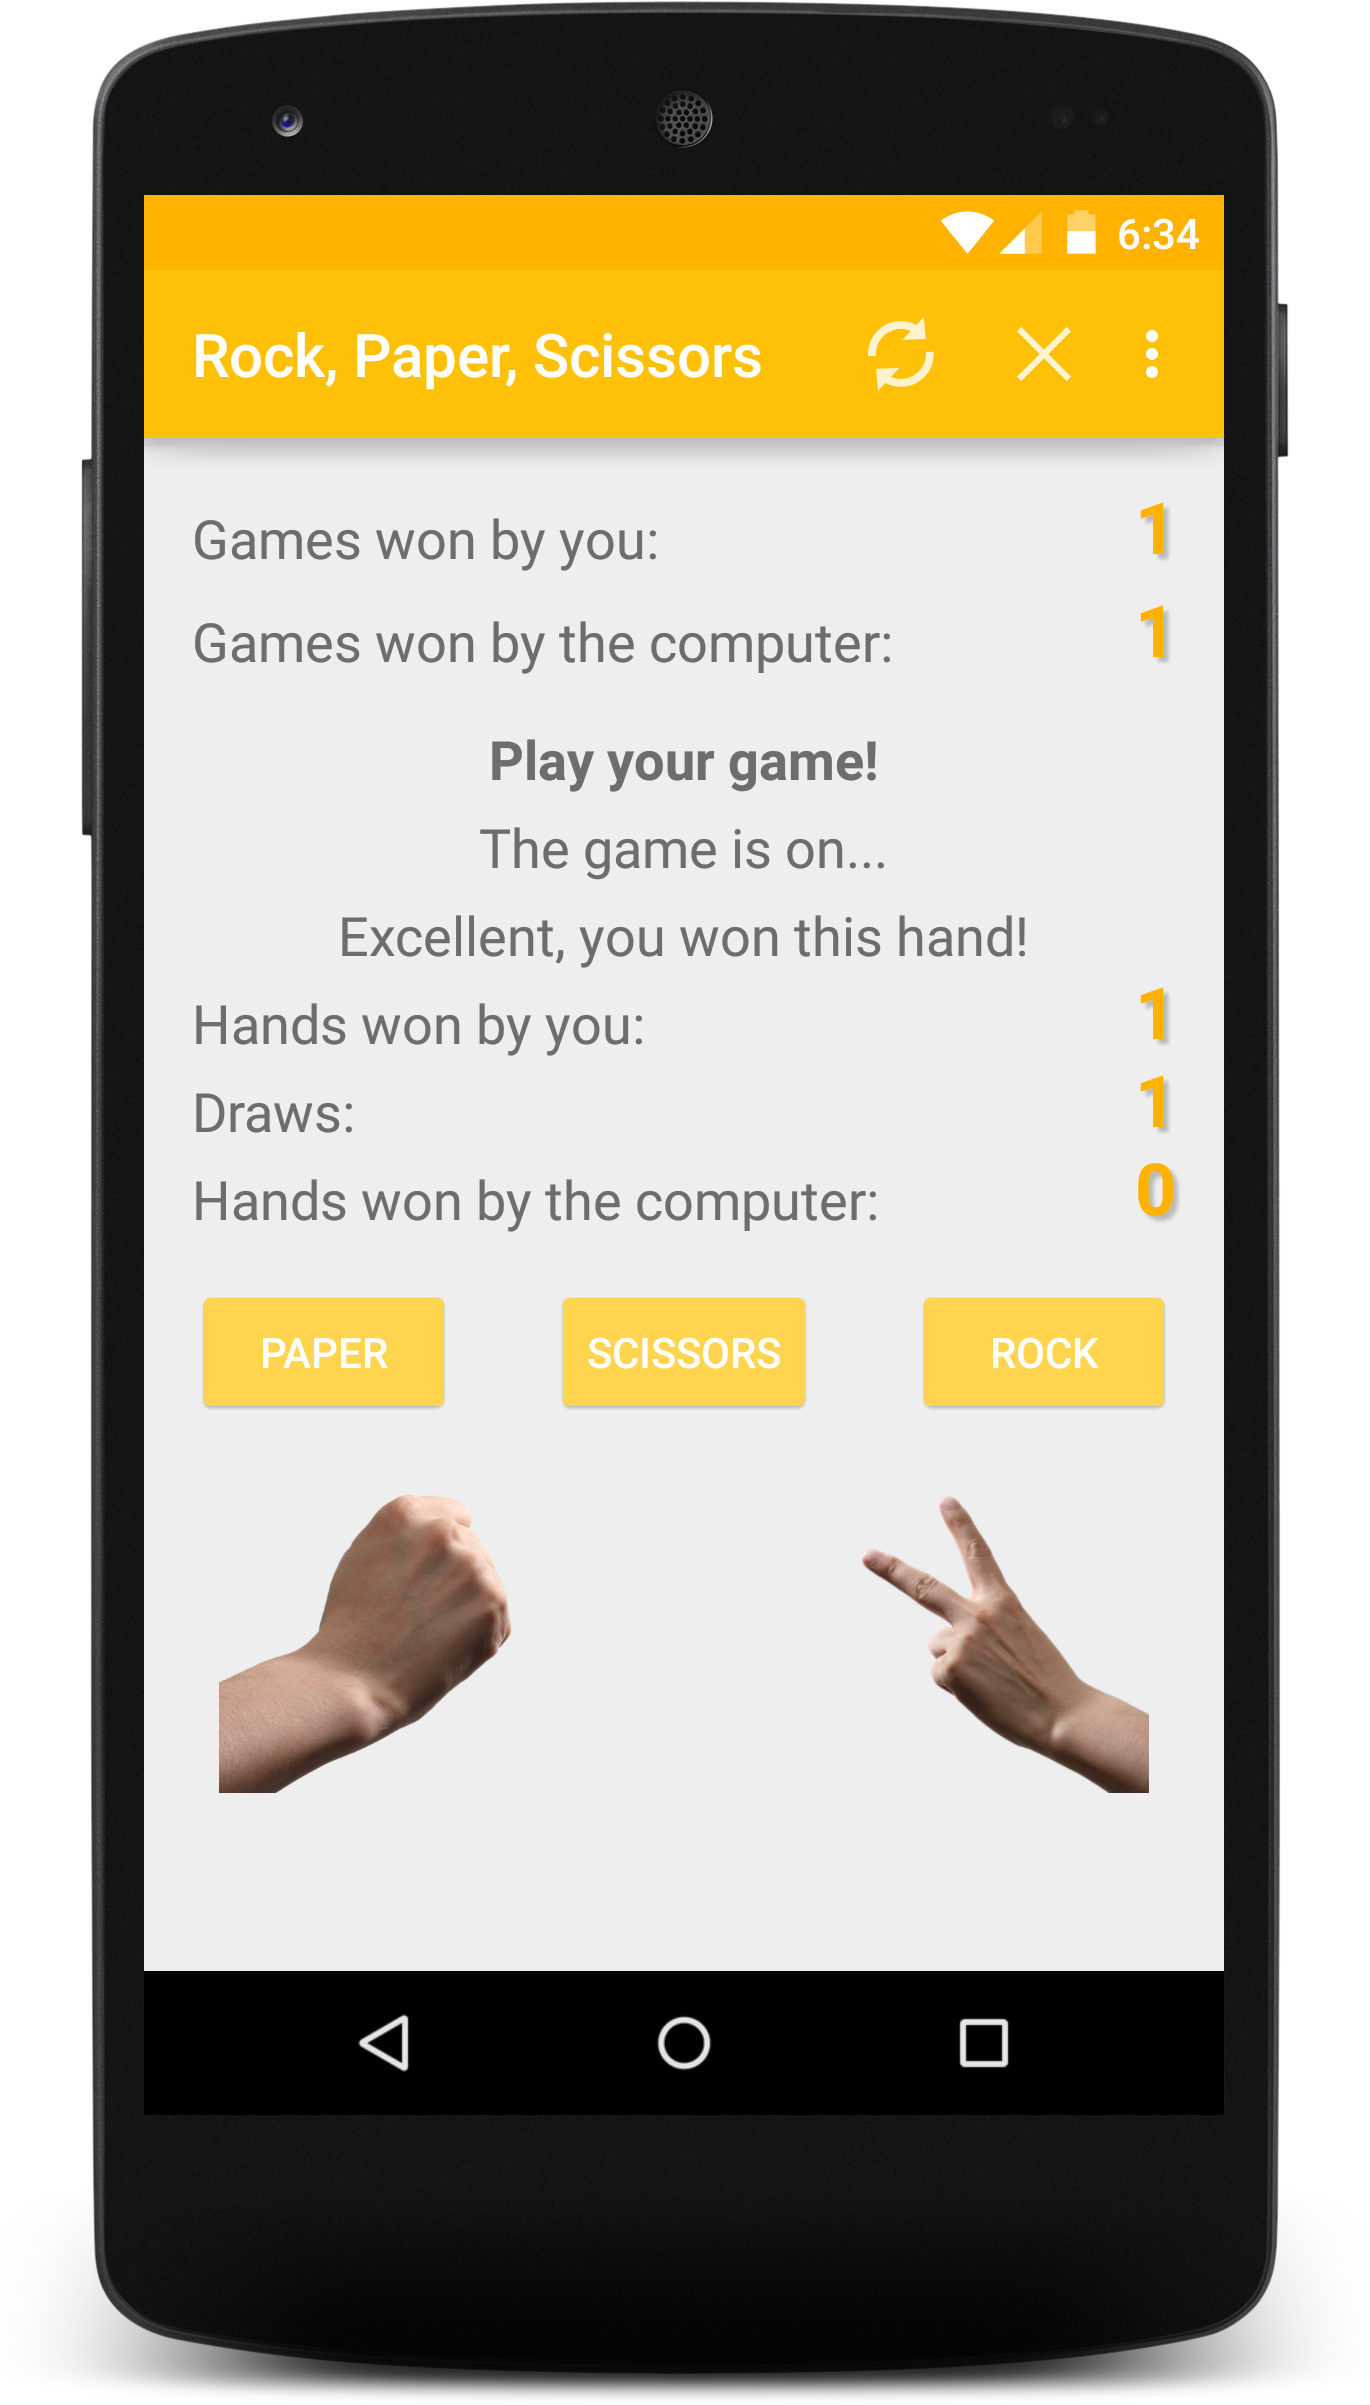 6:34
Rock, Paper, Scissors
Games won by you: 1
Games won by the computer: 1
Play your game!
The game is on...
Excellent, you won this hand!
Hands won by you: 1
Draws: 1
Hands won by the computer: 0
PAPER SCISSORS ROCK